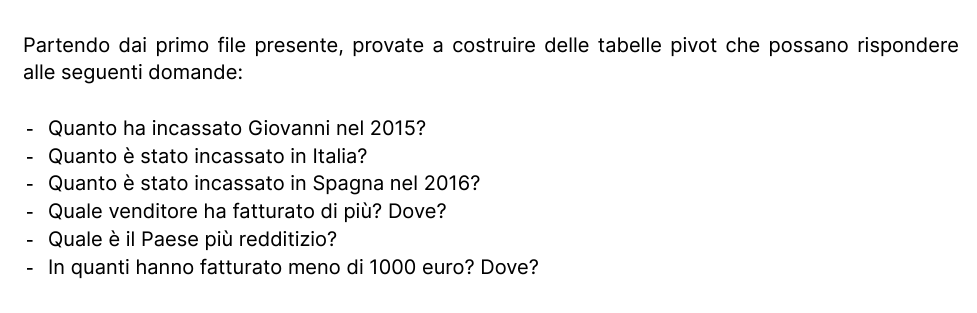 Partendo dai primo file presente, provate a costruire delle tabelle pivot che possano rispondere
alle seguenti domande:
- Quanto ha incassato Giovanni nel 2015?
- Quanto è stato incassato in Italia?
- Quanto è stato incassato in Spagna nel 2016?
- Quale venditore ha fatturato di più? Dove?
- Quale è il Paese più redditizio?
- In quanti hanno fatturato meno di 1000 euro? Dove?